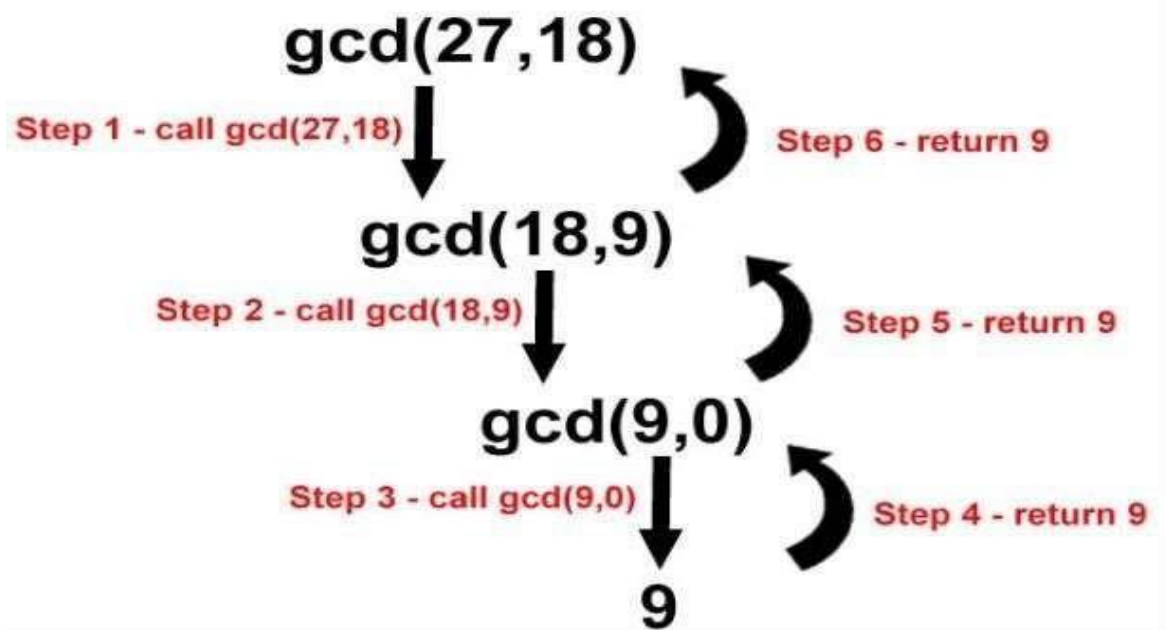 gcd(27,18)
Step 1 - call gcd(27,18)
Step 6 - return 9
gcd(18,9)
Step 2 - call gcd(18,9)
Step 5 - return 9
gcd(9,0)
Step 3 - call gcd(9,0)
Step 4 - return 9
9